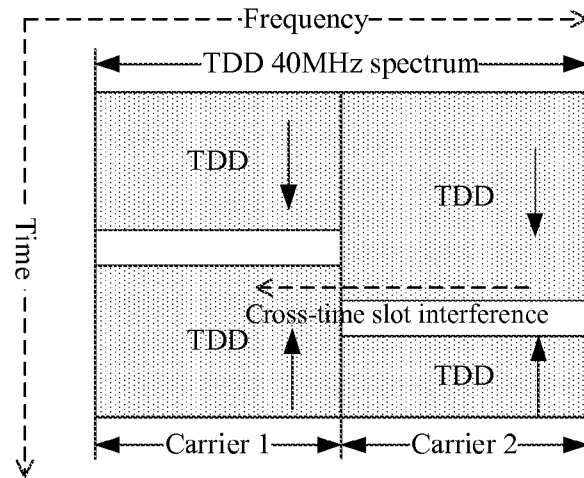 Frequency
TDD 40MHz spectrum
TDD
TDD
Time
Cross-time slot interference
TDD
TDD
Carrier 1
Carrier 2